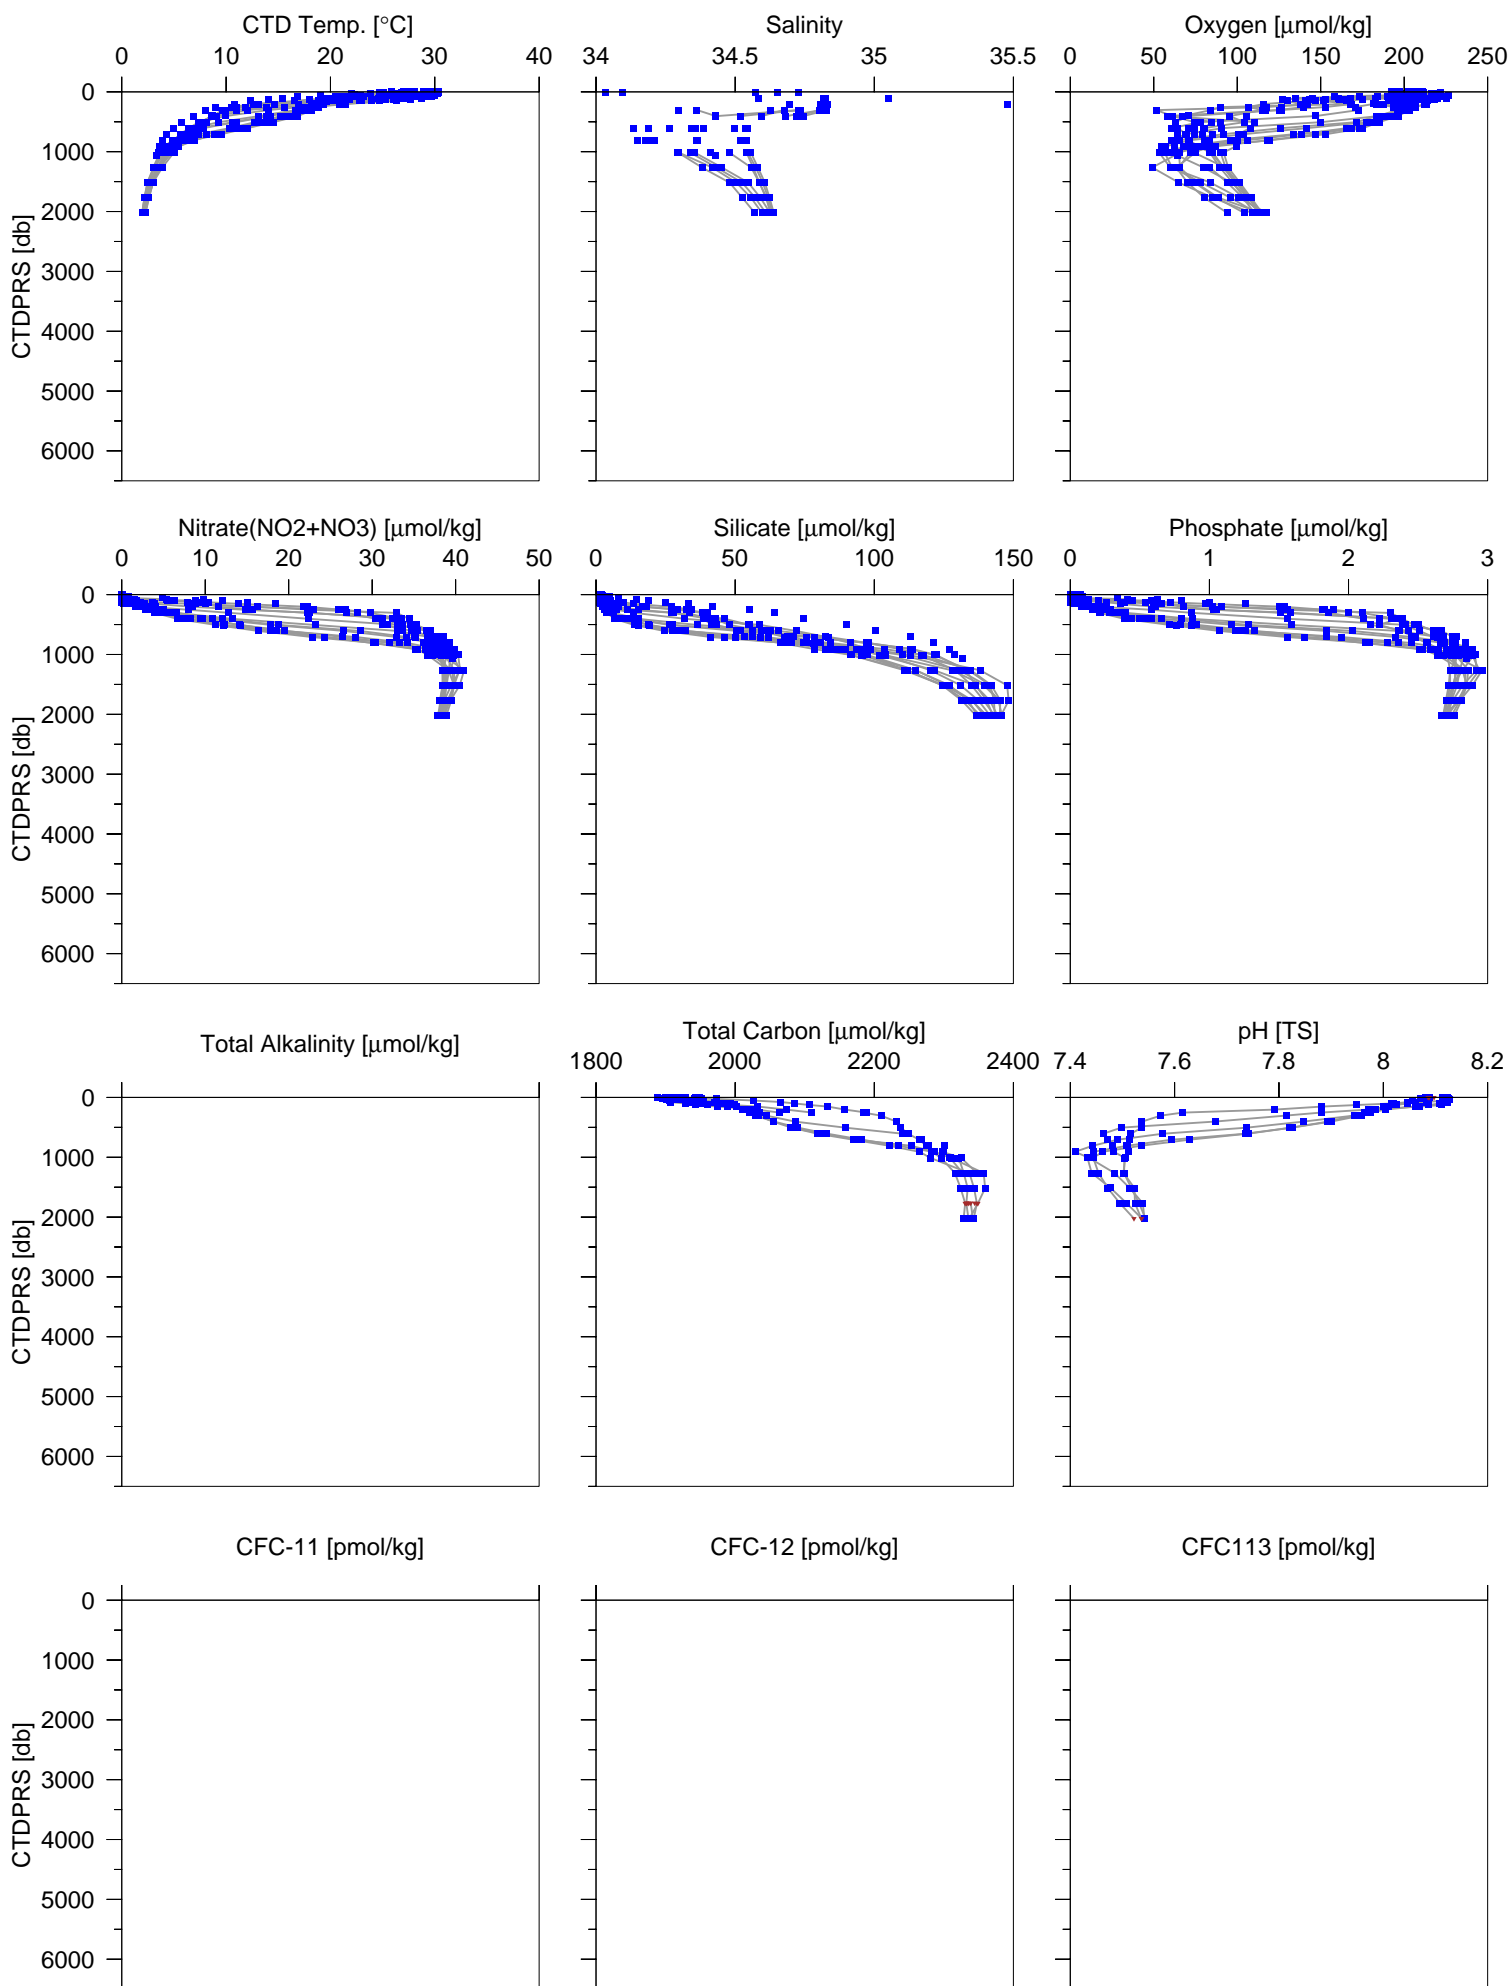 CTD Temp. [°C] Salinity Oxygen [μmol/kg]
0 10 20 30 40 34 34.5 35 35.5 0 50 100 150 200 250
0
1000
2000
3000
4000
5000
6000
CTDPRS [db]
Nitrate(NO2+NO3) [μmol/kg] Silicate [μmol/kg] Phosphate [μmol/kg]
0 10 20 30 40 50 0 50 100 150 0 1 2 3
0
1000
2000
3000
4000
5000
6000
CTDPRS [db]
Total Alkalinity [μmol/kg] Total Carbon [μmol/kg] pH [TS]
1800 2000 2200 2400 7.4 7.6 7.8 8 8.2
0
1000
2000
3000
4000
5000
6000
CTDPRS [db]
CFC-11 [pmol/kg] CFC-12 [pmol/kg] CFC113 [pmol/kg]
0
1000
2000
3000
4000
5000
6000
CTDPRS [db]